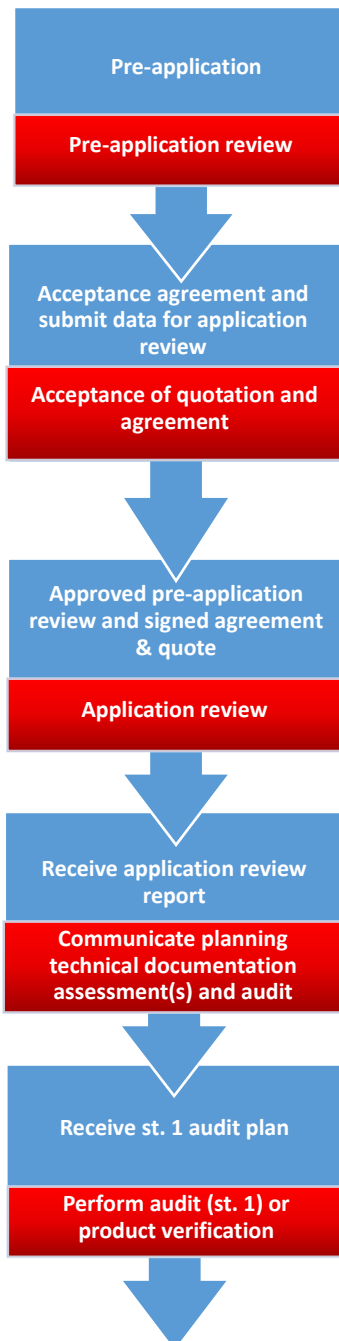 Pre-application
Pre-application review
Acceptance agreement and
submit data for application
review
Acceptance of quotation and
agreement
Approved pre-application
review and signed agreement
& quote
Application review
Receive application review
report
Communicate planning
technical documentation
assessment(s) and audit
Receive st. 1 audit plan
Perform audit (st. 1) or
product verification